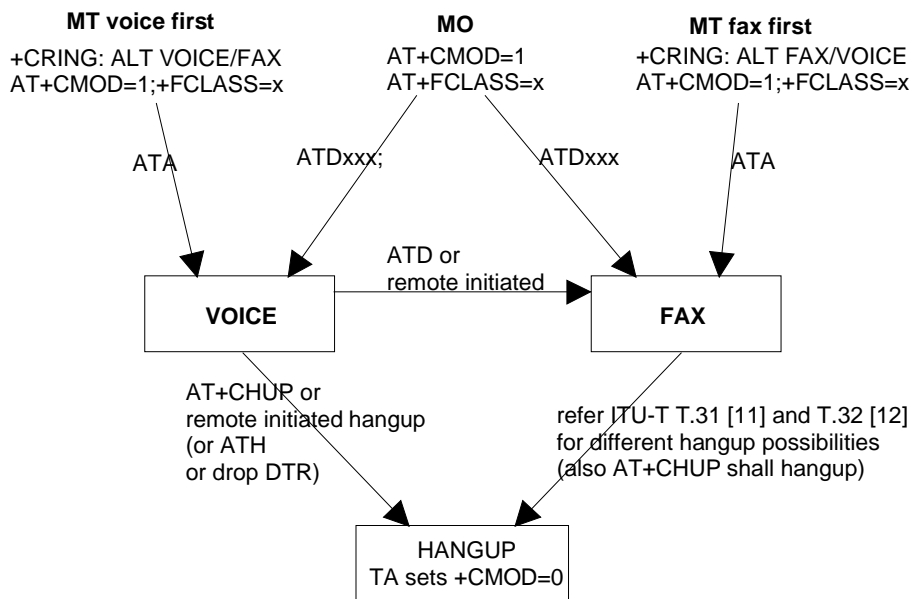 MT voice first
+CRING: ALT VOICE/FAX
AT+CMOD=1;+FCLASS=x
MO
AT+CMOD=1
AT+FCLASS=x
MT fax first
+CRING: ALT FAX/VOICE
AT+CMOD=1;+FCLASS=x
ATA
ATDxxx;
ATDxxx
ATA
ATD or
remote initiated
VOICE
FAX
AT+CHUP or
remote initiated hangup
(or ATH
or drop DTR)
refer ITU-T T.31 [11] and T.32 [12]
for different hangup possibilities
(also AT+CHUP shall hangup)
HANGUP
TA sets +CMOD=0